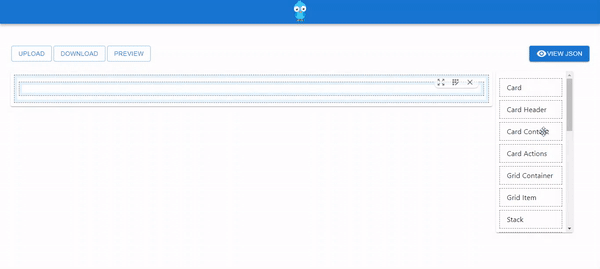 UPLOAD
DOWNLOAD
PREVIEW
VIEW JSON
Card
Card Header
Card Content
Card Actions
Grid Container
Grid Item
Stack